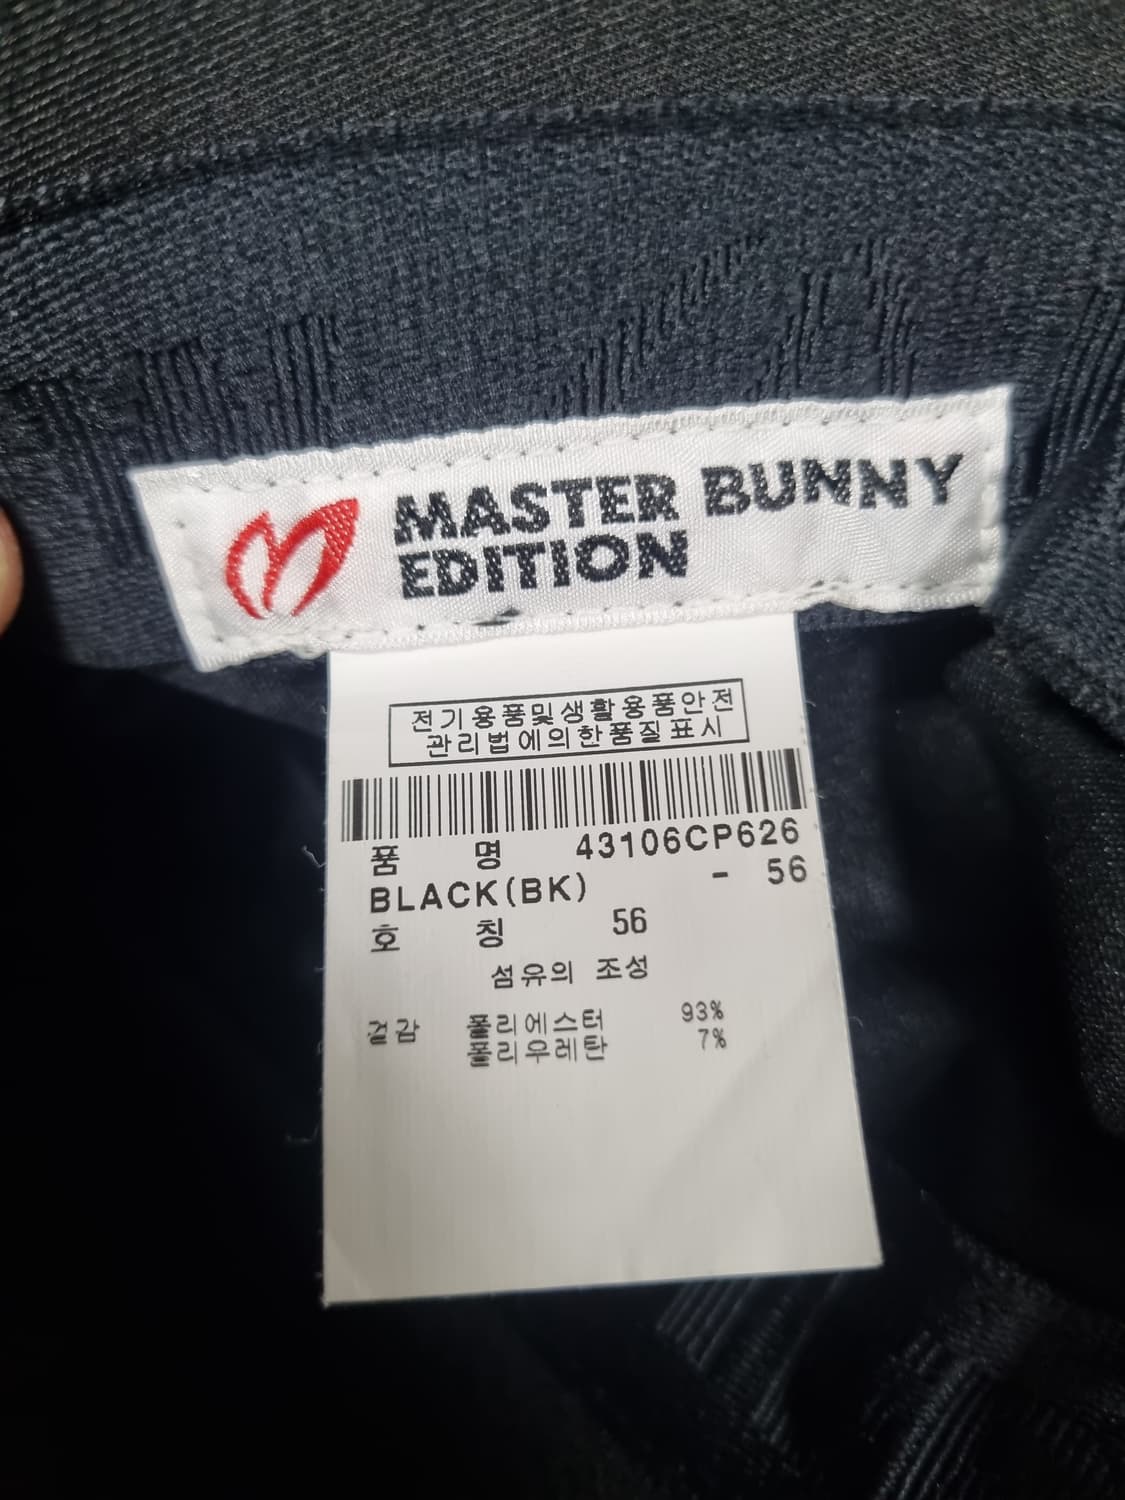 MASTER BUNNY
EDITION
전기용품및생활용품안전
관리법에의한품질표시
품 명 43106CP626
BLACK(BK) - 56
호 칭 56
섬유의 조성
겉감 폴리에스터 93%
폴리우레탄 7%